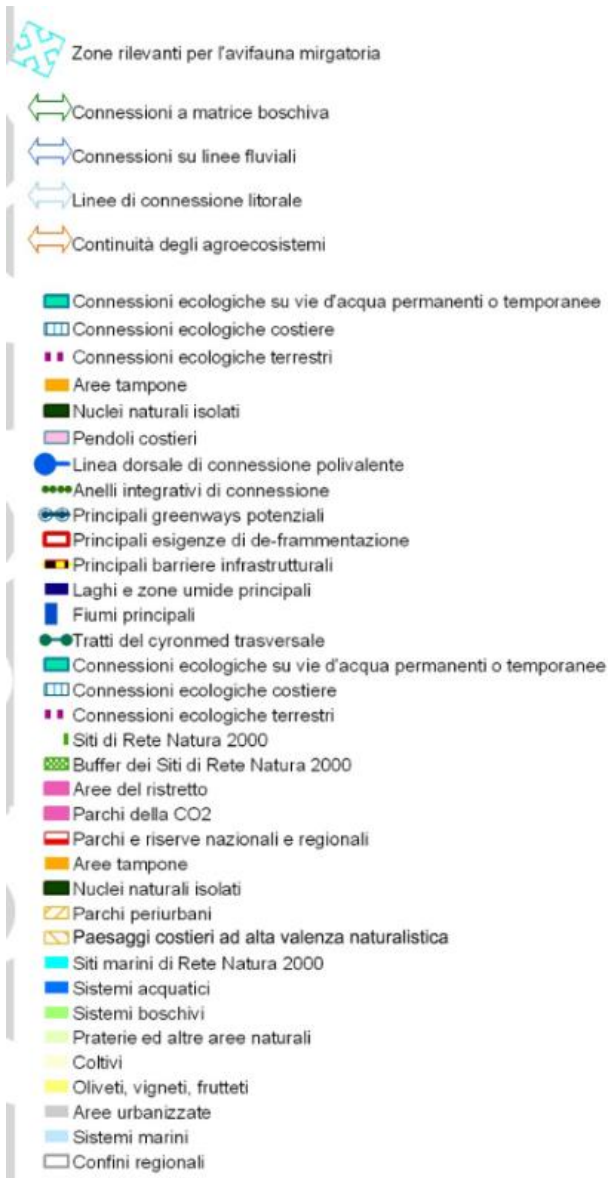 Zone rilevanti per l'avifauna mirgatoria
Connessioni a matrice boschiva
Connessioni su linee fluviali
Linee di connessione litorale
Continuità degli agroecosistemi
Connessioni ecologiche su vie d'acqua permanenti o temporanee
Connessioni ecologiche costiere
Connessioni ecologiche terrestri
Aree tampone
Nuclei naturali isolati
Pendoli costieri
Linea dorsale di connessione polivalente
Anelli integrativi di connessione
Principali greenways potenziali
Principali esigenze di de-frammentazione
Principali barriere infrastrutturali
Laghi e zone umide principali
Fiumi principali
Tratti del cyronmed trasversale
Connessioni ecologiche su vie d'acqua permanenti o temporanee
Connessioni ecologiche costiere
Connessioni ecologiche terrestri
Siti di Rete Natura 2000
Buffer dei Siti di Rete Natura 2000
Aree del ristretto
Parchi della CO2
Parchi e riserve nazionali e regionali
Aree tampone
Nuclei naturali isolati
Parchi periurbani
Paesaggi costieri ad alta valenza naturalistica
Siti marini di Rete Natura 2000
Sistemi acquatici
Sistemi boschivi
Praterie ed altre aree naturali
Coltivi
Oliveti, vigneti, frutteti
Aree urbanizzate
Sistemi marini
Confini regionali